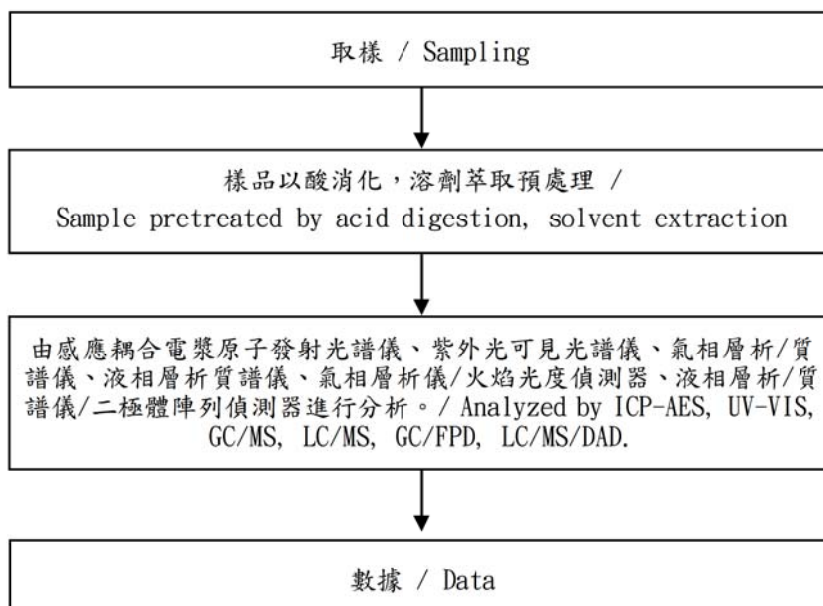 取樣 / Sampling
樣品以酸消化，溶劑萃取預處理 /
Sample pretreated by acid digestion, solvent extraction
由感應耦合電漿原子發射光譜儀、紫外光可見光譜儀、氣相層析/質
譜儀、液相層析質譜儀、氣相層析儀/火焰光度偵測器、液相層析/質
譜儀/二極體陣列偵測器進行分析。/ Analyzed by ICP-AES, UV-VIS,
GC/MS, LC/MS, GC/FPD, LC/MS/DAD.
數據 / Data